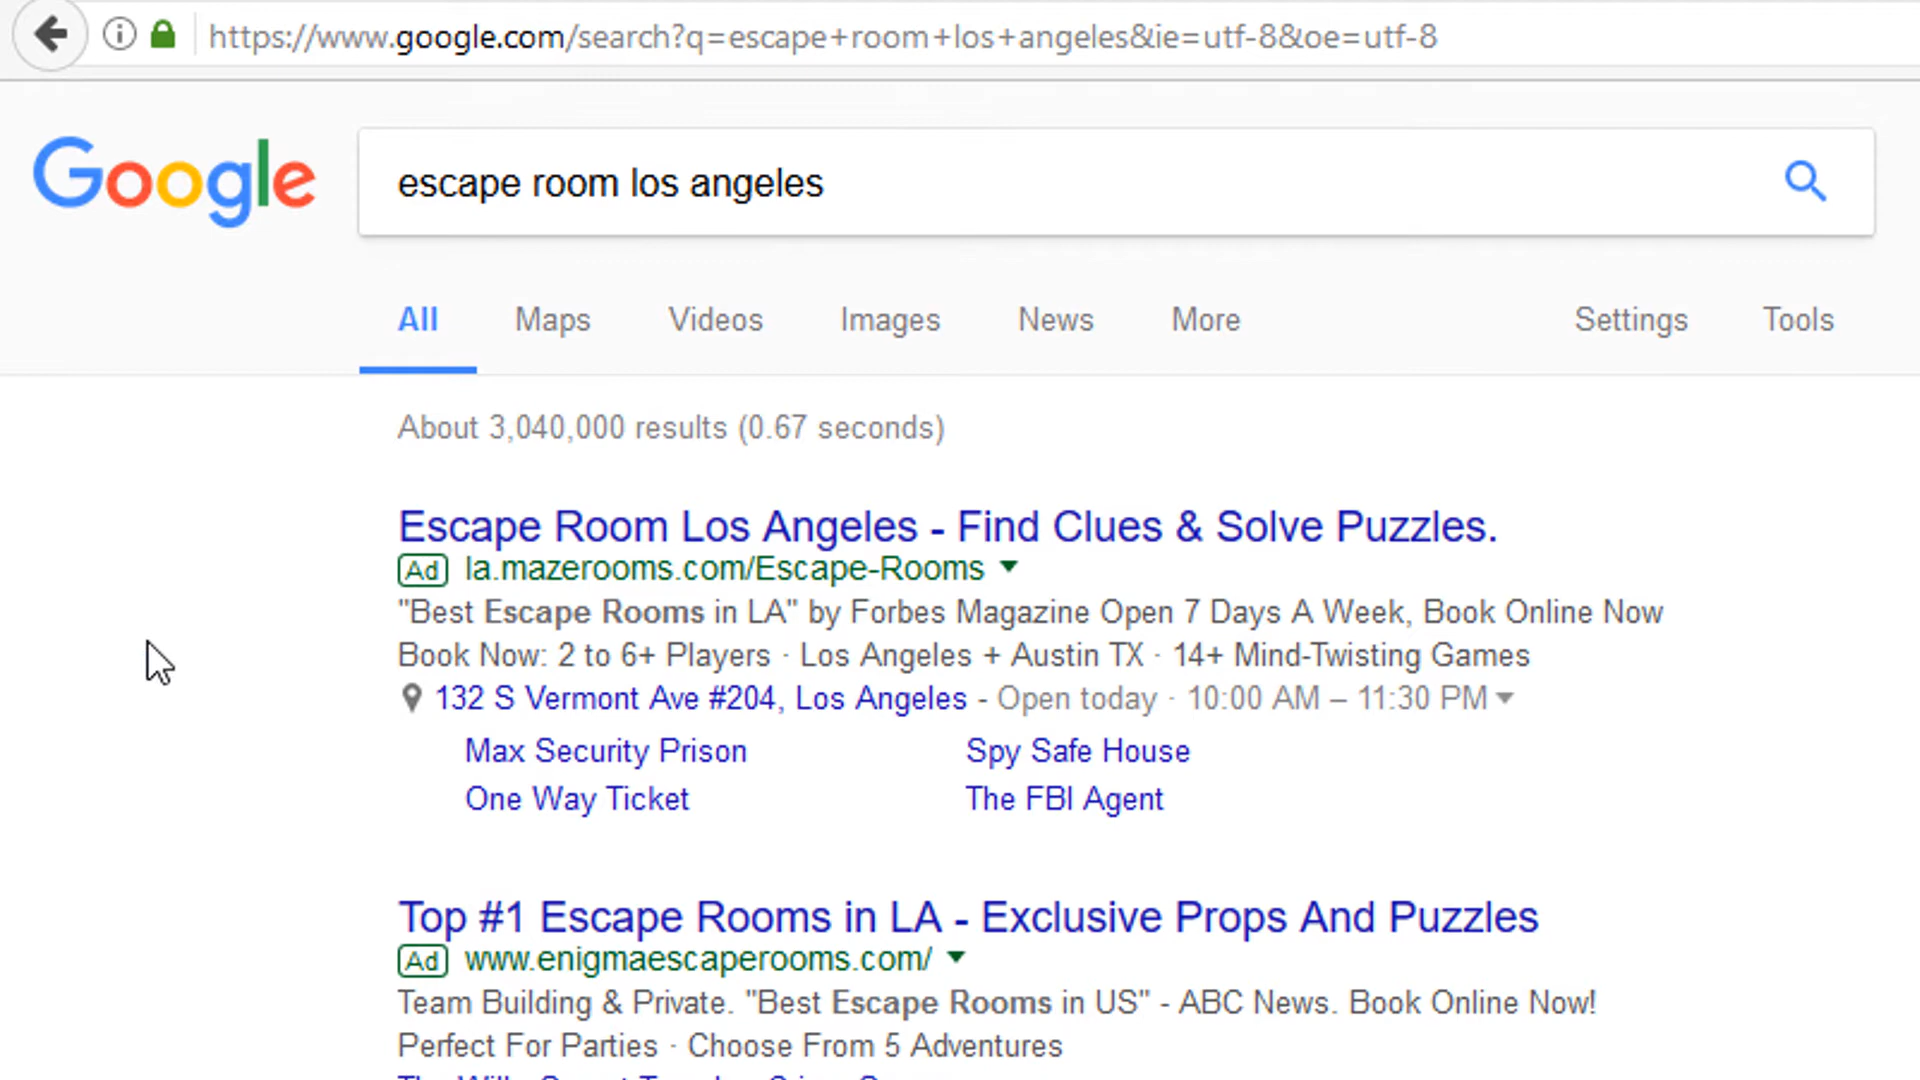 https://www.google.com/search?q=escape+room+los+angeles&ie=utf-8&oe=utf-8
Google
escape room los angeles
All Maps Videos Images News More Settings Tools
About 3,040,000 results (0.67 seconds)
Escape Room Los Angeles - Find Clues & Solve Puzzles.
Ad la.mazerooms.com/Escape-Rooms
"Best Escape Rooms in LA" by Forbes Magazine Open 7 Days A Week, Book Online Now
Book Now: 2 to 6+ Players · Los Angeles + Austin TX · 14+ Mind-Twisting Games
132 S Vermont Ave #204, Los Angeles - Open today · 10:00 AM – 11:30 PM
Max Security Prison Spy Safe House
One Way Ticket The FBI Agent
Top #1 Escape Rooms in LA - Exclusive Props And Puzzles
Ad www.enigmaescaperooms.com/
Team Building & Private. "Best Escape Rooms in US" - ABC News. Book Online Now!
Perfect For Parties · Choose From 5 Adventures